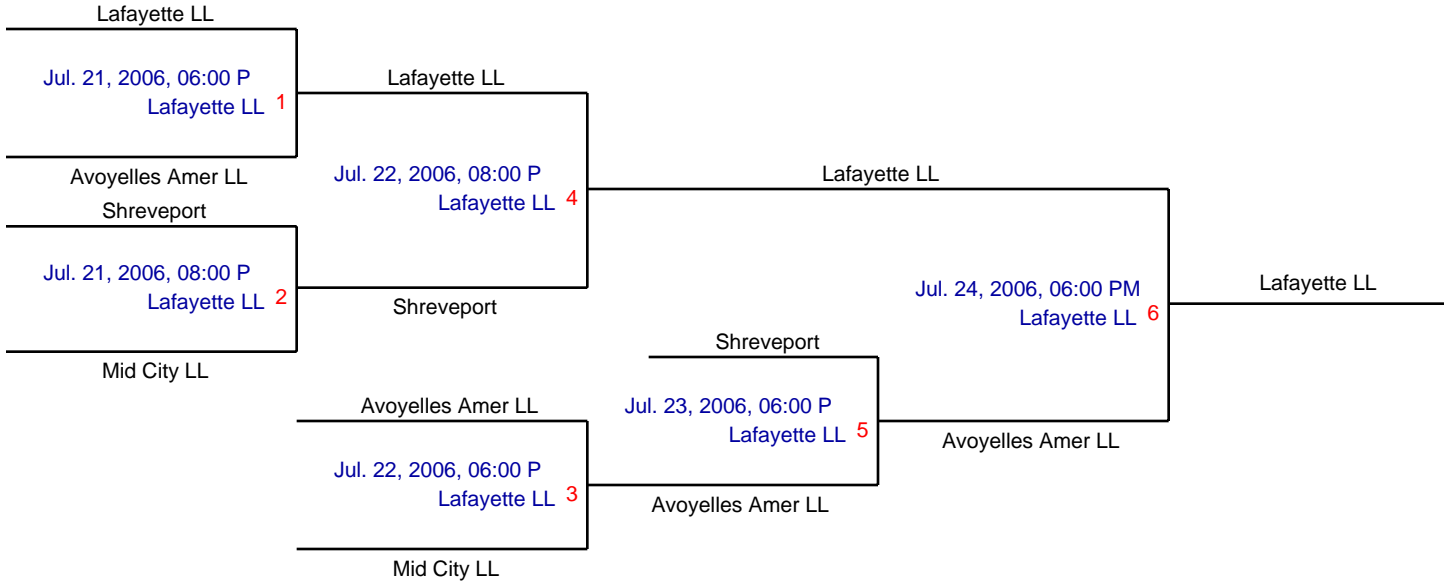 Lafayette LL
Jul. 21, 2006, 06:00 P
Lafayette LL 1
Avoyelles Amer LL
Shreveport
Jul. 21, 2006, 08:00 P
Lafayette LL 2
Mid City LL
Lafayette LL
Jul. 22, 2006, 08:00 P
Lafayette LL 4
Shreveport
Avoyelles Amer LL
Jul. 22, 2006, 06:00 P
Lafayette LL 3
Mid City LL
Shreveport
Jul. 23, 2006, 06:00 P
Lafayette LL 5
Avoyelles Amer LL
Lafayette LL
Jul. 24, 2006, 06:00 PM
Lafayette LL 6
Avoyelles Amer LL
Lafayette LL